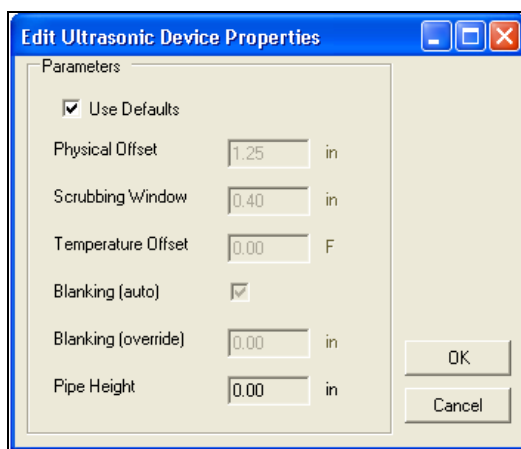 Edit Ultrasonic Device Properties
Parameters
Use Defaults
Physical Offset 1.25 in
Scrubbing Window 0.40 in
Temperature Offset 0.00 F
Blanking (auto)
Blanking (override) 0.00 in
Pipe Height 0.00 in
OK
Cancel